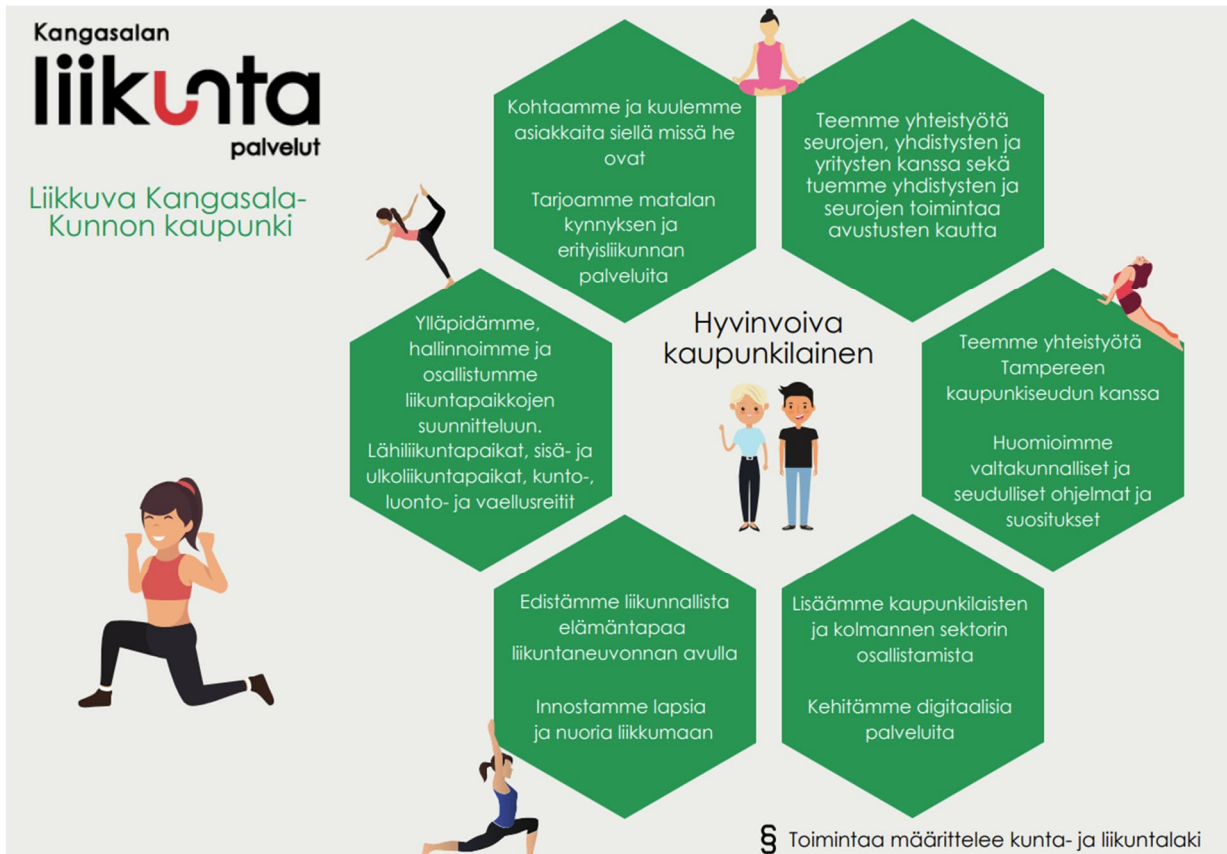 Kangasalan
liikunta
palvelut
Liikkuva Kangasala-
Kunnon kaupunki
Kohtaamme ja kuulemme
asiakkaita siellä missä he
ovat
Tarjoamme matalan
kynnyksen ja
erityisliikunnan
palveluita
Teemme yhteistyötä
seurojen, yhdistysten ja
yritysten kanssa sekä
tuemme yhdistysten ja
seurojen toimintaa
avustusten kautta
Ylläpidämme,
hallinnoimme ja
osallistumme
liikuntapaikkojen
suunnitteluun.
Lähiliikuntapaikat, sisä- ja
ulkoliikuntapaikat, kunto-,
luonto- ja vaellusreitit
Hyvinvoiva
kaupunkilainen
Teemme yhteistyötä
Tampereen
kaupunkiseudun kanssa
Huomioimme
valtakunnalliset ja
seudulliset ohjelmat ja
suositukset
Edistämme liikunnallista
elämäntapaa
liikuntaneuvonnan avulla
Innostamme lapsia
ja nuoria liikkumaan
Lisäämme kaupunkilaisten
ja kolmannen sektorin
osallistamista
Kehitämme digitaalisia
palveluita
§ Toimintaa määrittelee kunta- ja liikuntalaki